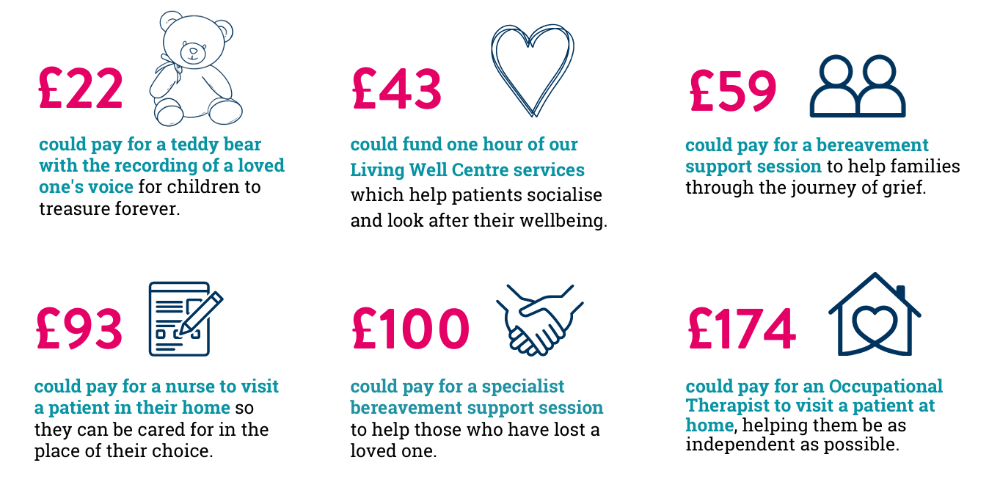 £22
could pay for a teddy bear
with the recording of a loved
one's voice for children to
treasure forever.
£43
could fund one hour of our
Living Well Centre services
which help patients socialise
and look after their wellbeing.
£59
could pay for a bereavement
support session to help families
through the journey of grief.
£93
could pay for a nurse to visit
a patient in their home so
they can be cared for in the
place of their choice.
£100
could pay for a specialist
bereavement support session
to help those who have lost a
loved one.
£174
could pay for an Occupational
Therapist to visit a patient at
home, helping them be as
independent as possible.